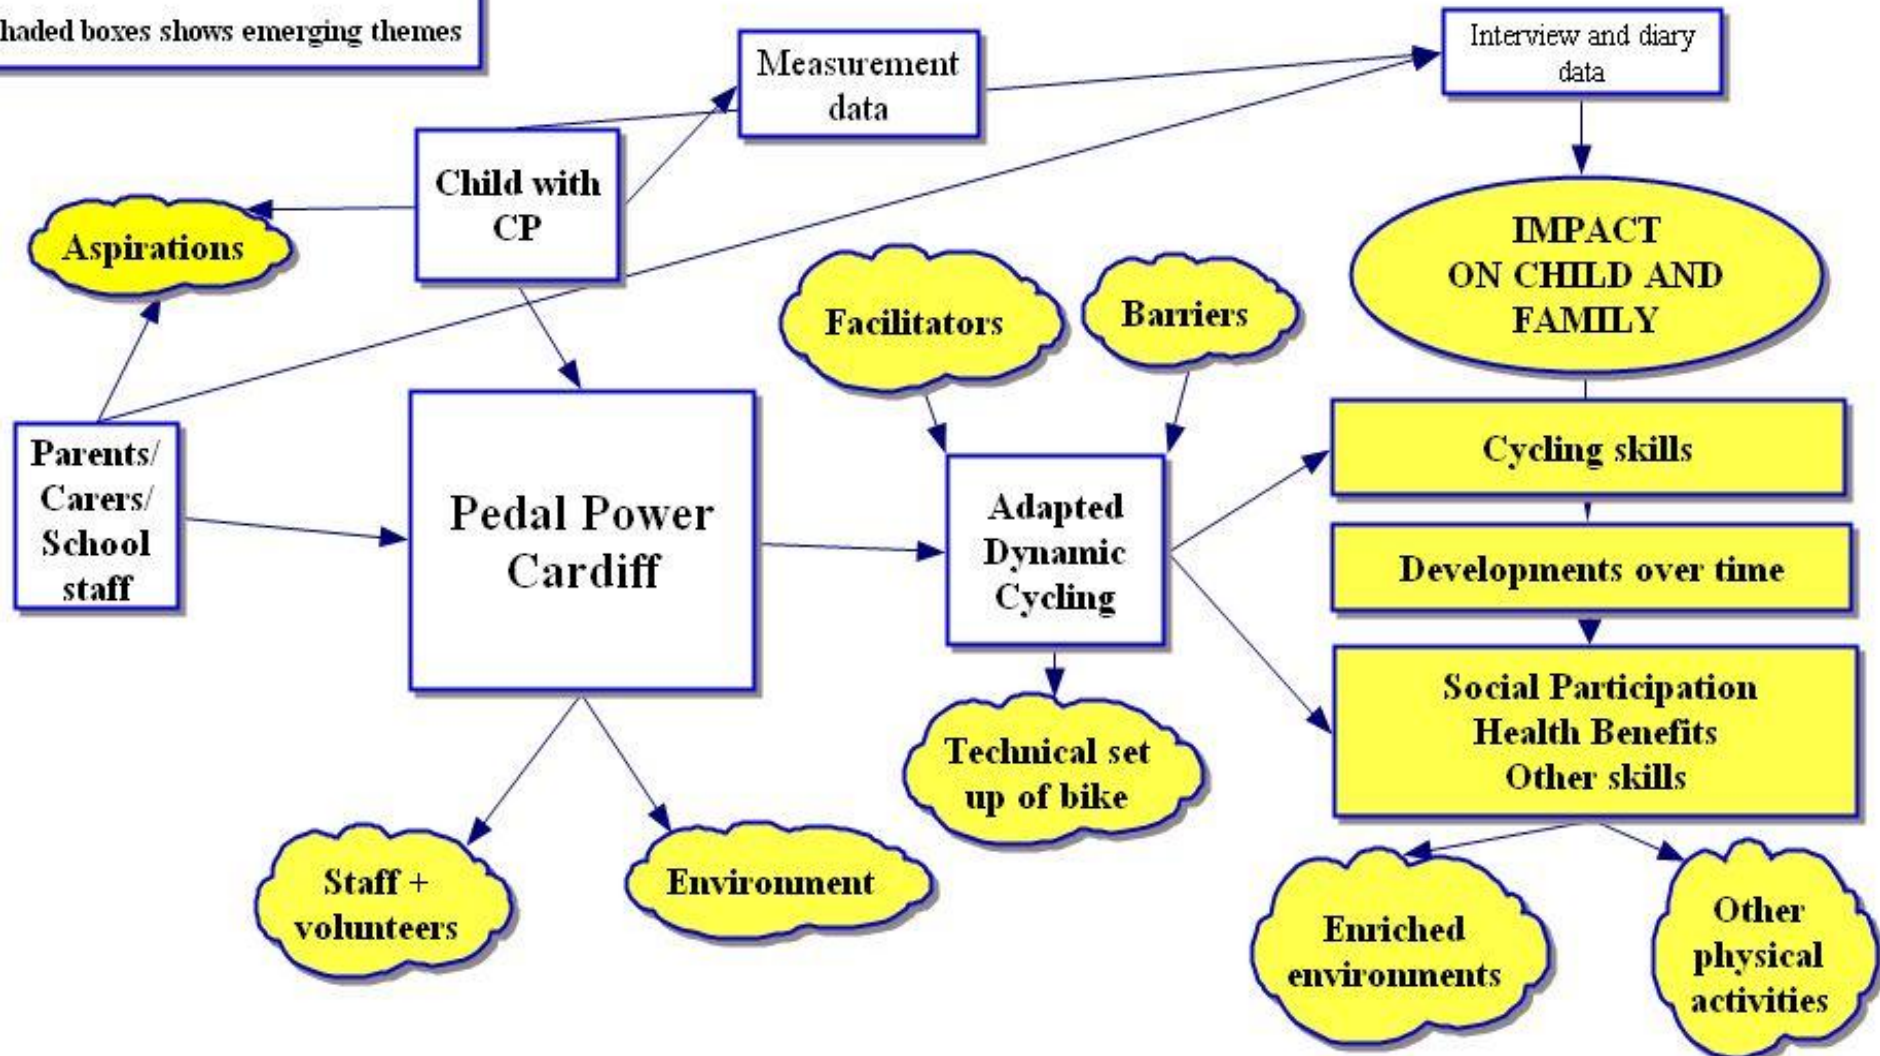 shows emerging themes
boxes
Measurement
data
Interview and diary
data
Child with
CP
Aspirations
IMPACT
ON CHILD AND
FAMILY
Facilitators
Barriers
Parents/
Carers/
School
staff
Pedal Power
Cardiff
Adapted
Dynamic
Cycling
Cycling skills
Developments over time
Social Participation
Health Benefits
Other skills
Technical set
up of bike
Staff +
volunteers
Environment
Enriched
environments
Other
physical
activities